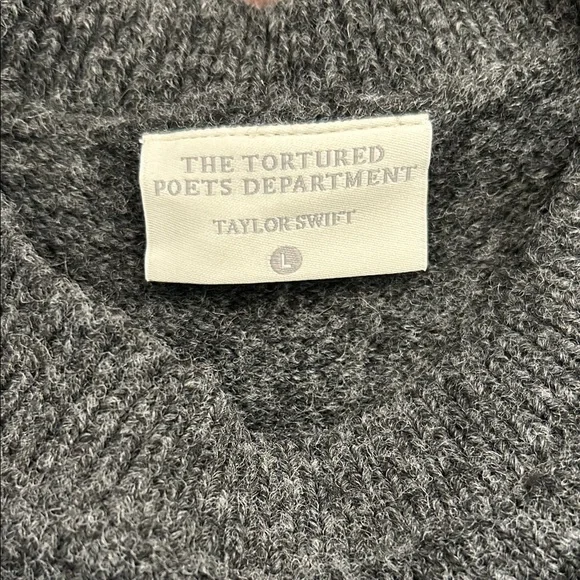 THE TORTURED
POETS DEPARTMENT
TAYLOR SWIFT
L